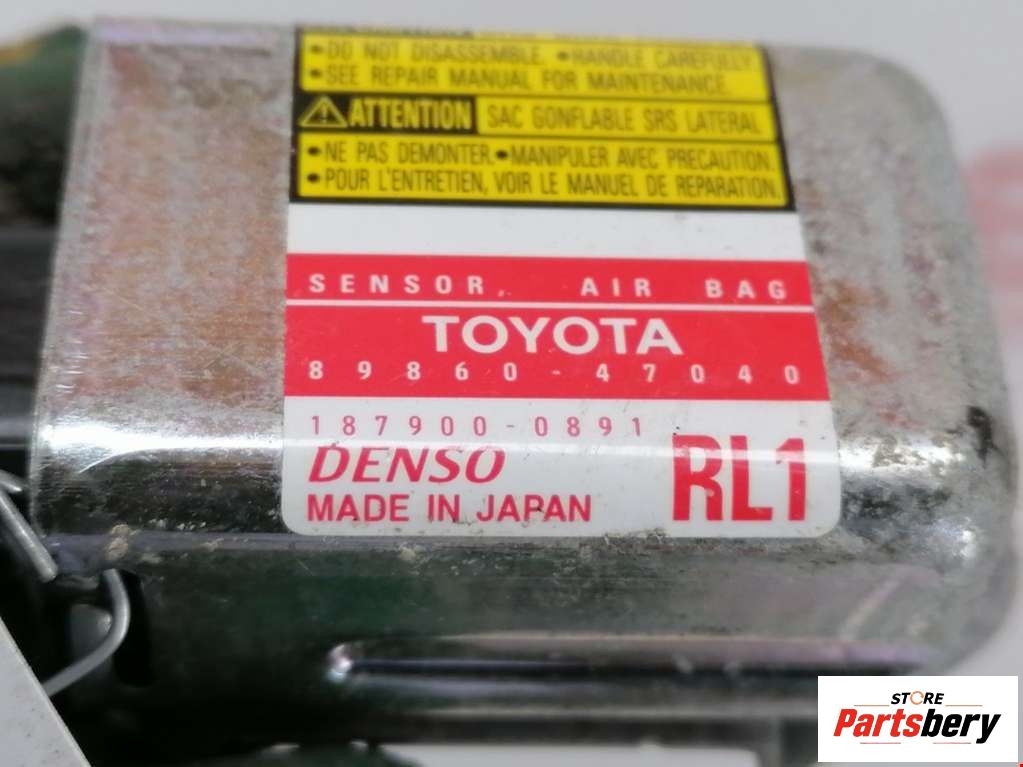 •DO NOT DISASSEMBLE. •HANDLE CAREFULLY
•SEE REPAIR MANUAL FOR MAINTENANCE.
ATTENTION SAC GONFLABLE SRS LATERAL
•NE PAS DEMONTER.•MANIPULER AVEC PRECAUTION.
•POUR L'ENTRETIEN, VOIR LE MANUEL DE REPARATION.
SENSOR, AIR BAG
TOYOTA
89860-47040
187900-0891
DENSO
MADE IN JAPAN
RL1
STORE
Partsbery